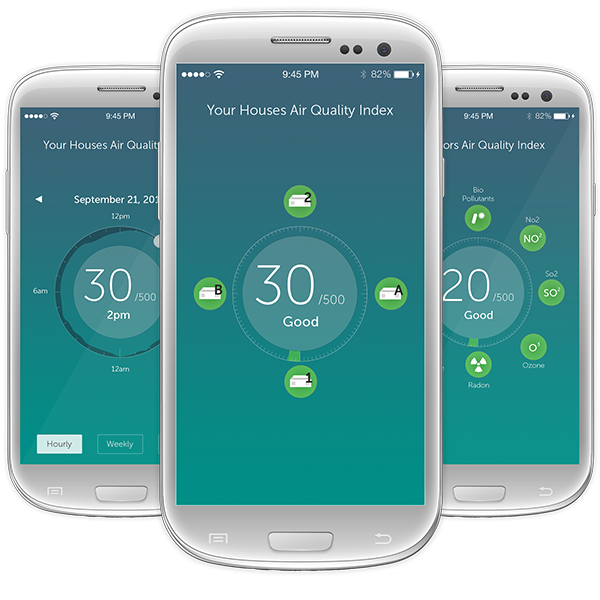 9:45 PM
Your Houses Air Quality
September 21, 201
12pm
6am
30 /500
2pm
12am
Hourly
Weekly
9:45 PM 82%
Your Houses Air Quality Index
2
B
A
30 /500
Good
1
9:45 PM 82%
ors Air Quality Index
Bio
Pollutants
No2
NO²
So2
SO²
20 /500
Good
Ozone
Radon